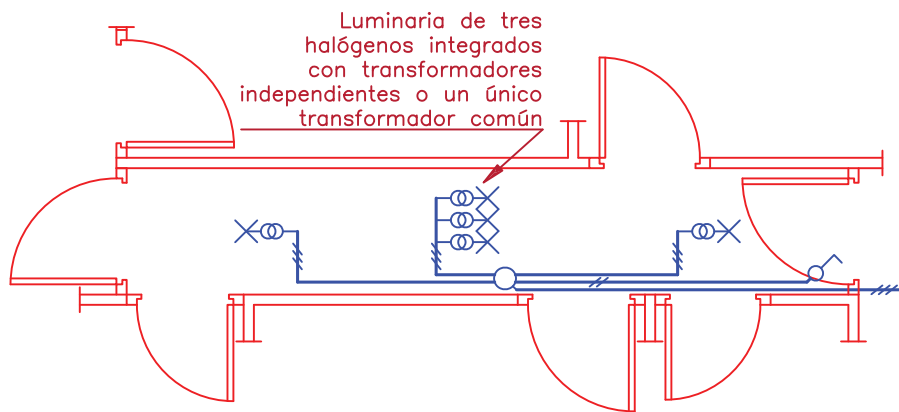 Luminaria de tres
halógenos integrados
con transformadores
independientes o un único
transformador común